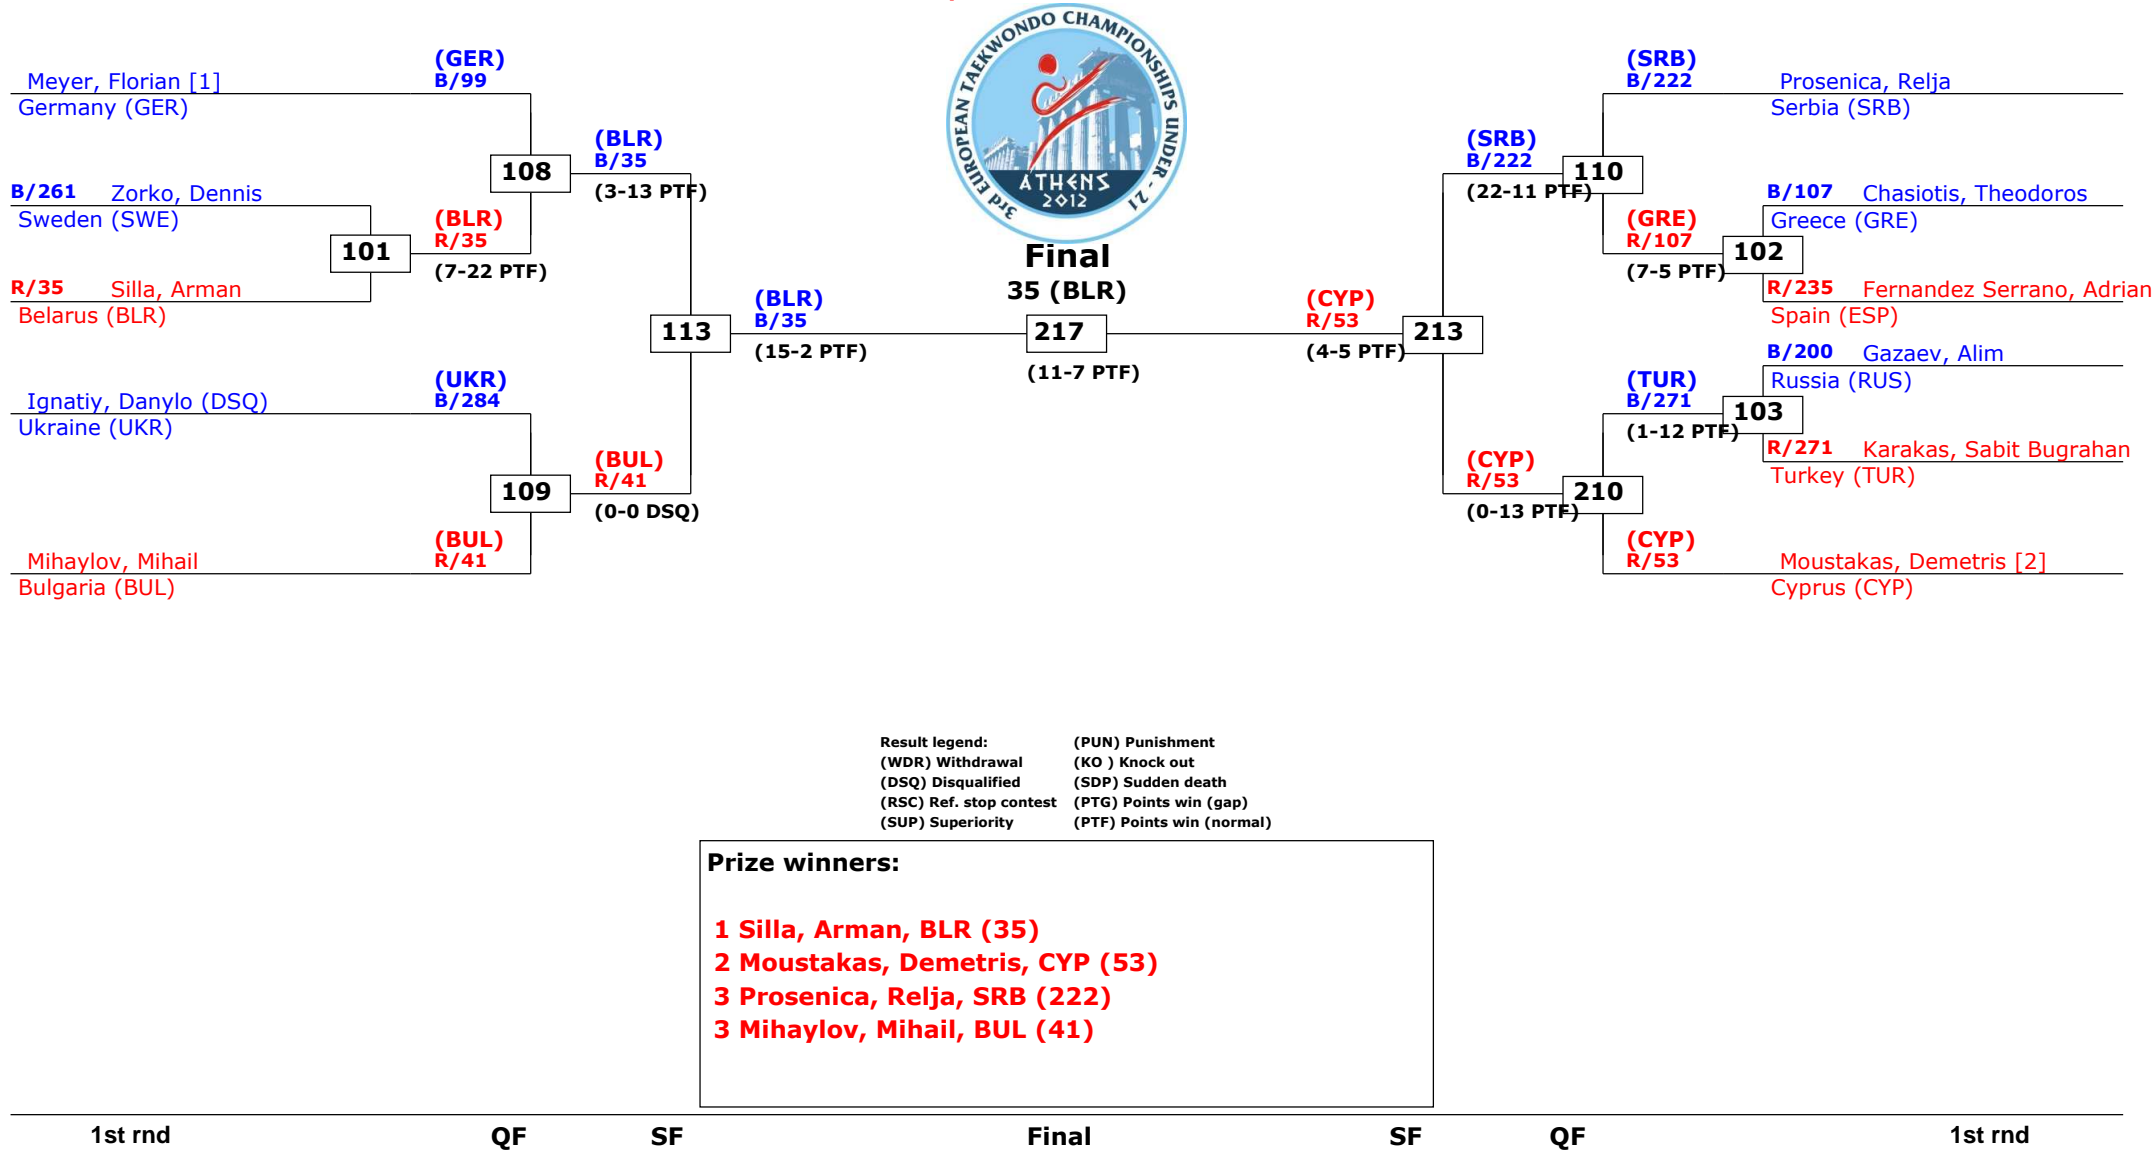 3rd EUROPEAN TAEKWONDO CHAMPIONSHIPS UNDER - 21
ATHENS
2012
Final
35 (BLR)
217
(11-7 PTF)
Meyer, Florian [1]
Germany (GER)
(GER)
B/99
B/261 Zorko, Dennis
Sweden (SWE)
101
R/35 Silla, Arman
Belarus (BLR)
(BLR)
R/35
(7-22 PTF)
108
(BLR)
B/35
(3-13 PTF)
Ignatiy, Danylo (DSQ)
Ukraine (UKR)
(UKR)
B/284
109
Mihaylov, Mihail
Bulgaria (BUL)
(BUL)
R/41
(BUL)
R/41
(0-0 DSQ)
113
(BLR)
B/35
(15-2 PTF)
(CYP)
R/53
(4-5 PTF)
213
(SRB)
B/222
(22-11 PTF)
110
(SRB)
B/222
Prosenica, Relja
Serbia (SRB)
(GRE)
R/107
(7-5 PTF)
102
B/107 Chasiotis, Theodoros
Greece (GRE)
R/235 Fernandez Serrano, Adrian
Spain (ESP)
B/200 Gazaev, Alim
Russia (RUS)
(TUR)
B/271
(1-12 PTF)
103
R/271 Karakas, Sabit Bugrahan
Turkey (TUR)
(CYP)
R/53
(0-13 PTF)
210
(CYP)
R/53
Moustakas, Demetris [2]
Cyprus (CYP)
Result legend: (PUN) Punishment
(WDR) Withdrawal (KO ) Knock out
(DSQ) Disqualified (SDP) Sudden death
(RSC) Ref. stop contest (PTG) Points win (gap)
(SUP) Superiority (PTF) Points win (normal)
Prize winners:
1 Silla, Arman, BLR (35)
2 Moustakas, Demetris, CYP (53)
3 Prosenica, Relja, SRB (222)
3 Mihaylov, Mihail, BUL (41)
1st rnd QF SF Final SF QF 1st rnd